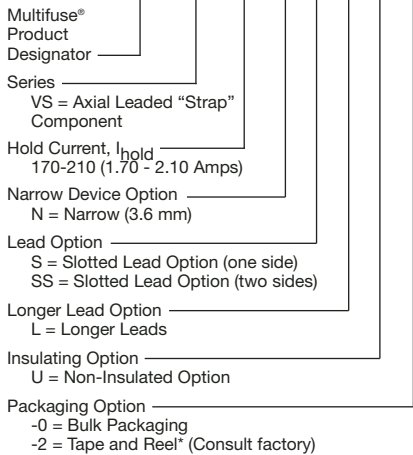 Multifuse®
Product
Designator
Series
VS = Axial Leaded “Strap”
Component
Hold Current, Ihold
170-210 (1.70 - 2.10 Amps)
Narrow Device Option
N = Narrow (3.6 mm)
Lead Option
S = Slotted Lead Option (one side)
SS = Slotted Lead Option (two sides)
Longer Lead Option
L = Longer Leads
Insulating Option
U = Non-Insulated Option
Packaging Option
-0 = Bulk Packaging
-2 = Tape and Reel* (Consult factory)